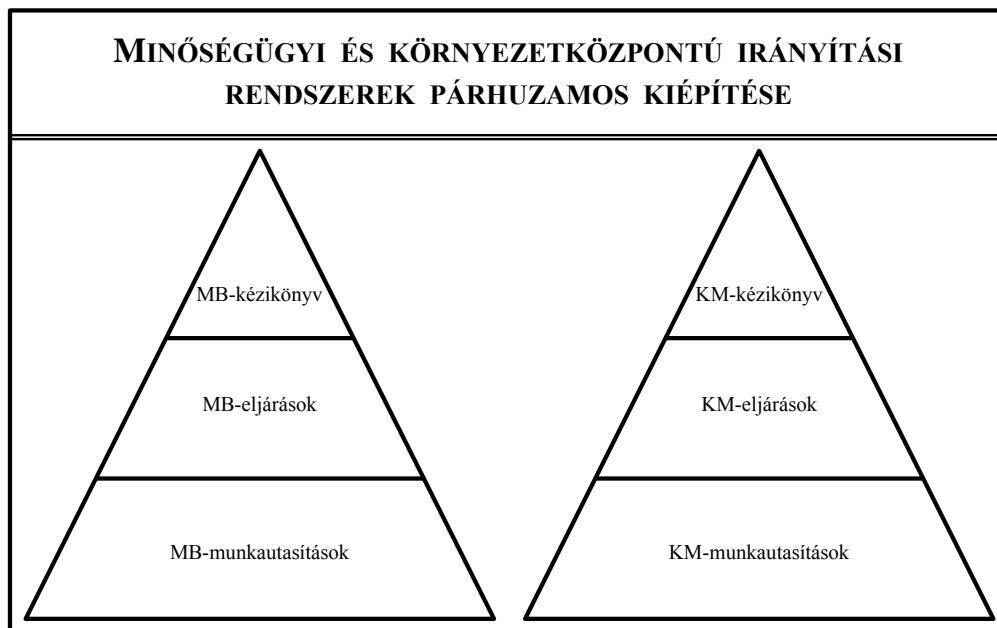 MINŐSÉGÜGYI ÉS KÖRNYEZETKÖZPONTÚ IRÁNYÍTÁSI
RENDSZEREK PÁRHUZAMOS KIÉPÍTÉSE
MB-kézikönyv
MB-eljárások
MB-munkautasítások
KM-kézikönyv
KM-eljárások
KM-munkautasítások